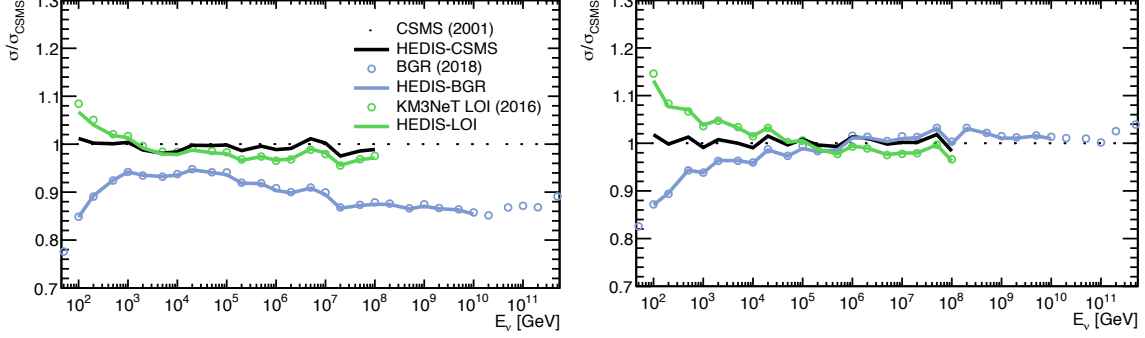 σ/σCSMS
1.3
1.2
1.1
1
0.9
0.8
0.7
CSMS (2001)
HEDIS-CSMS
BGR (2018)
HEDIS-BGR
KM3NeT LOI (2016)
HEDIS-LOI
10² 10³ 10⁴ 10⁵ 10⁶ 10⁷ 10⁸ 10⁹ 10¹⁰ 10¹¹
Eν [GeV]
σ/σCSMS
1.3
1.2
1.1
1
0.9
0.8
0.7
10² 10³ 10⁴ 10⁵ 10⁶ 10⁷ 10⁸ 10⁹ 10¹⁰ 10¹¹
Eν [GeV]